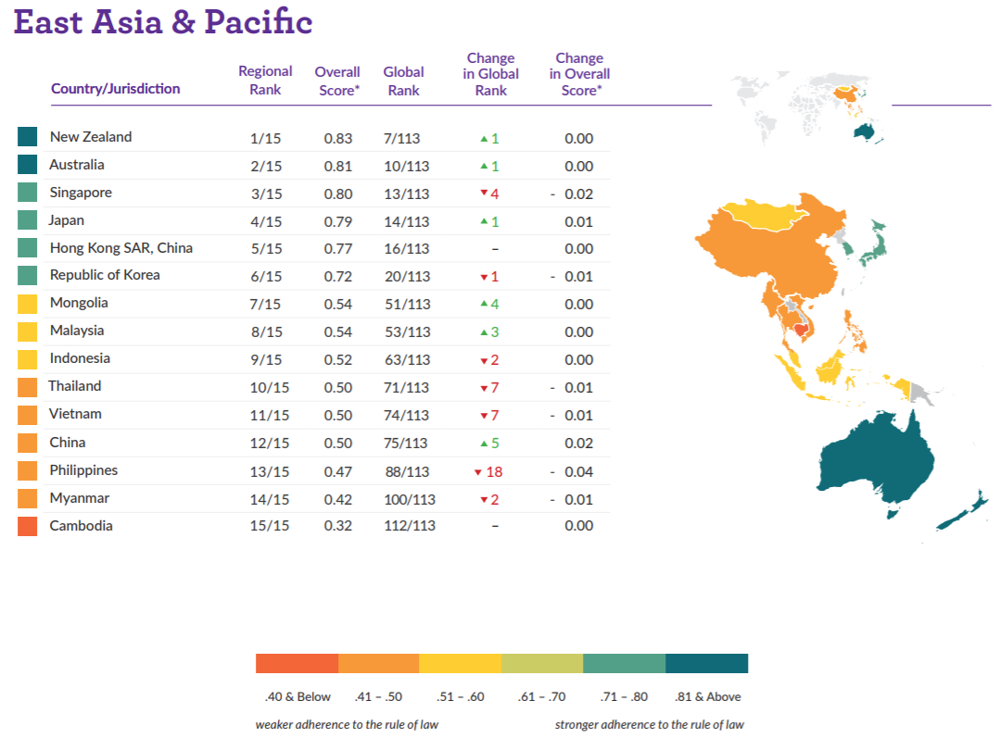 East Asia & Pacific
Country/Jurisdiction Regional Rank Overall Score* Global Rank Change in Global Rank Change in Overall Score*
New Zealand 1/15 0.83 7/113 ▲1 0.00
Australia 2/15 0.81 10/113 ▲1 0.00
Singapore 3/15 0.80 13/113 ▼4 - 0.02
Japan 4/15 0.79 14/113 ▲1 0.01
Hong Kong SAR, China 5/15 0.77 16/113 – 0.00
Republic of Korea 6/15 0.72 20/113 ▼1 - 0.01
Mongolia 7/15 0.54 51/113 ▲4 0.00
Malaysia 8/15 0.54 53/113 ▲3 0.00
Indonesia 9/15 0.52 63/113 ▼2 0.00
Thailand 10/15 0.50 71/113 ▼7 - 0.01
Vietnam 11/15 0.50 74/113 ▼7 - 0.01
China 12/15 0.50 75/113 ▲5 0.02
Philippines 13/15 0.47 88/113 ▼18 - 0.04
Myanmar 14/15 0.42 100/113 ▼2 - 0.01
Cambodia 15/15 0.32 112/113 – 0.00
.40 & Below .41 – .50 .51 – .60 .61 – .70 .71 – .80 .81 & Above
weaker adherence to the rule of law stronger adherence to the rule of law